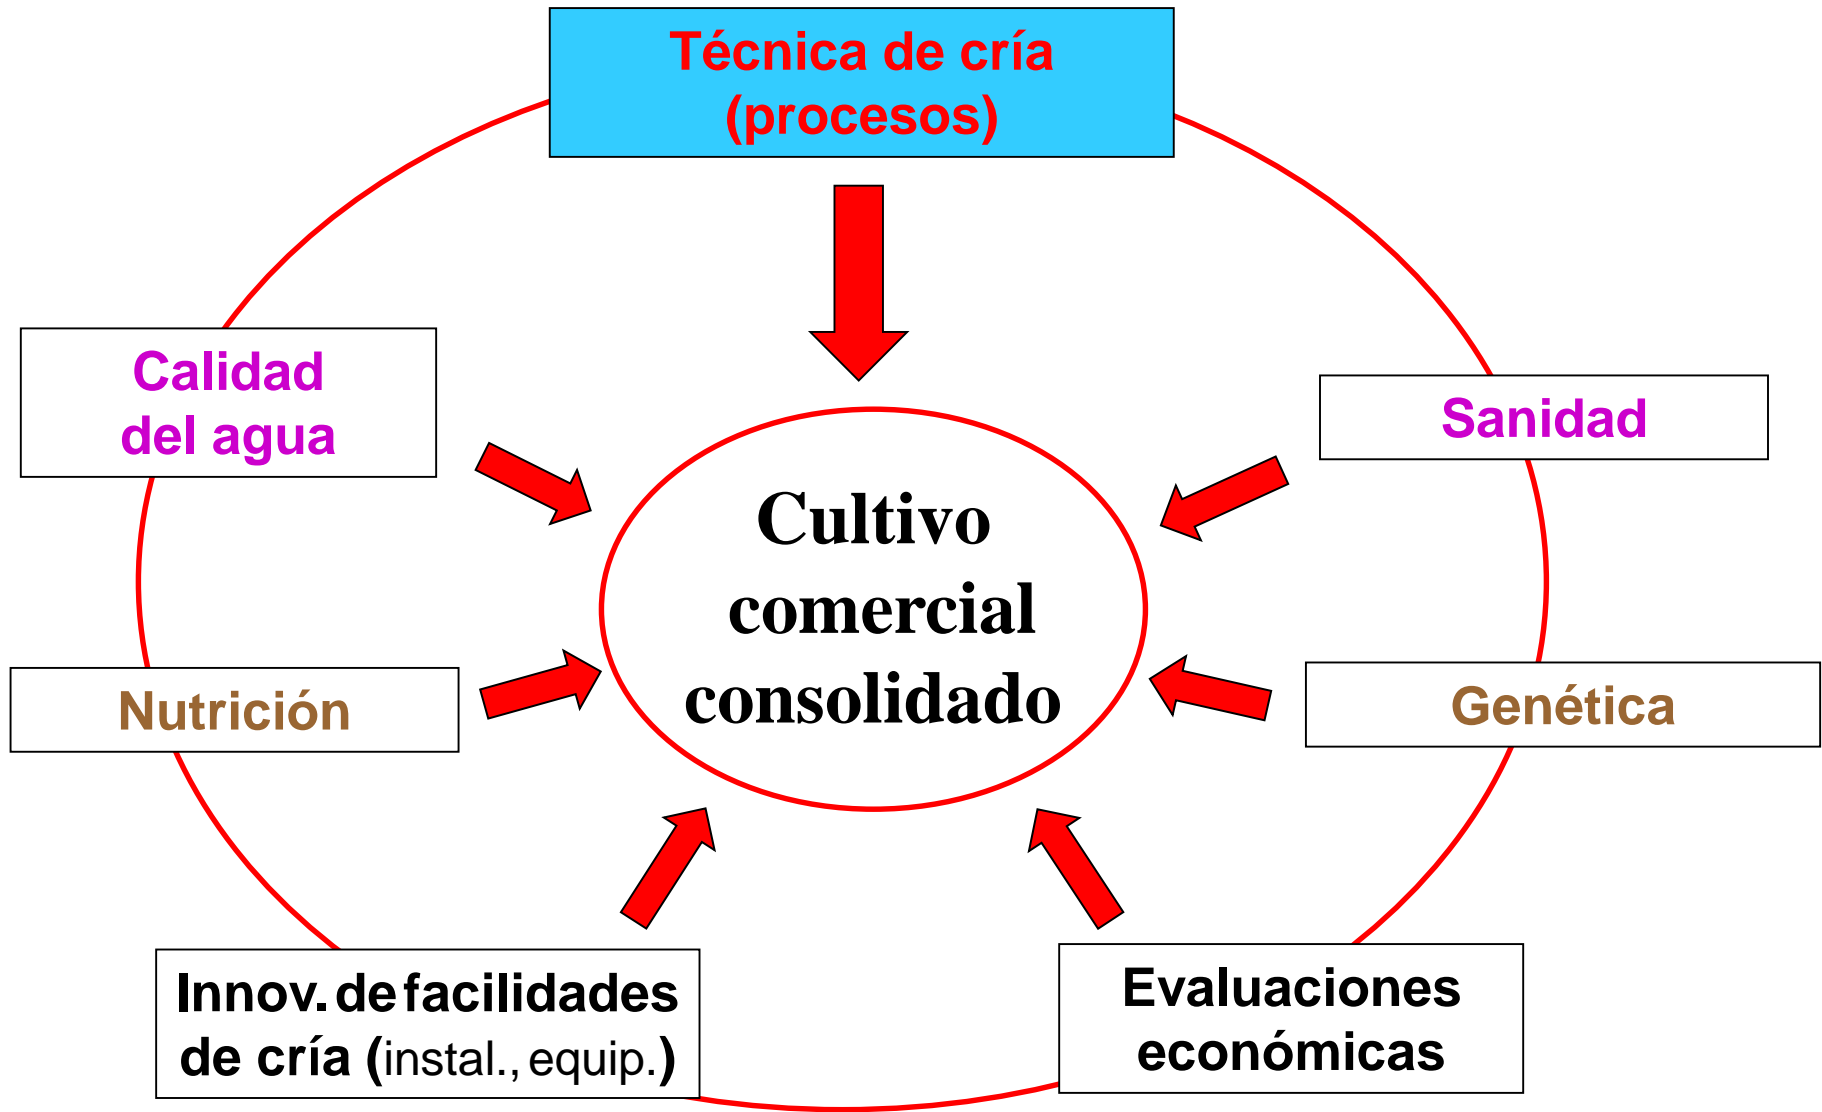 Técnica de cría
(procesos)
Calidad
del agua
Sanidad
Cultivo
comercial
consolidado
Nutrición
Genética
Innov. de facilidades
de cría (instal., equip.)
Evaluaciones
económicas